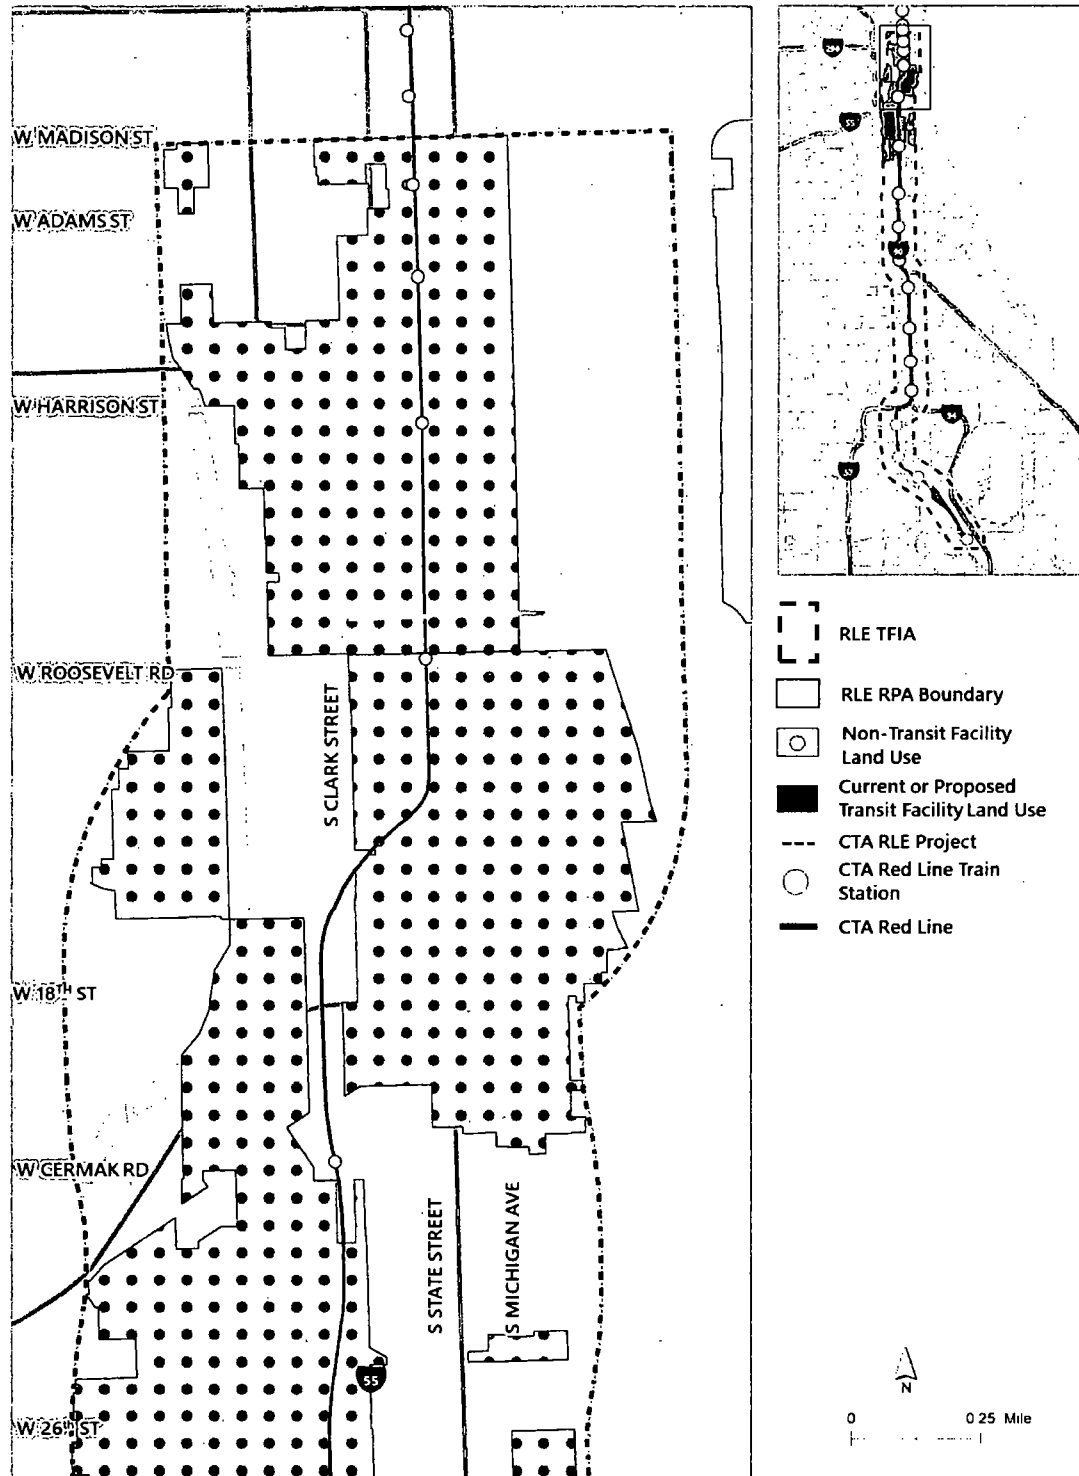 W MADISON ST
W ADAMS ST
W HARRISON ST
W ROOSEVELT RD
S CLARK STREET
W 18TH ST
W CERMAK RD
S STATE STREET
S MICHIGAN AVE
55
W 26th ST
55
57
RLE TFIA
RLE RPA Boundary
Non-Transit Facility
Land Use
Current or Proposed
Transit Facility Land Use
CTA RLE Project
CTA Red Line Train
Station
CTA Red Line
N
0 0 25 Mile